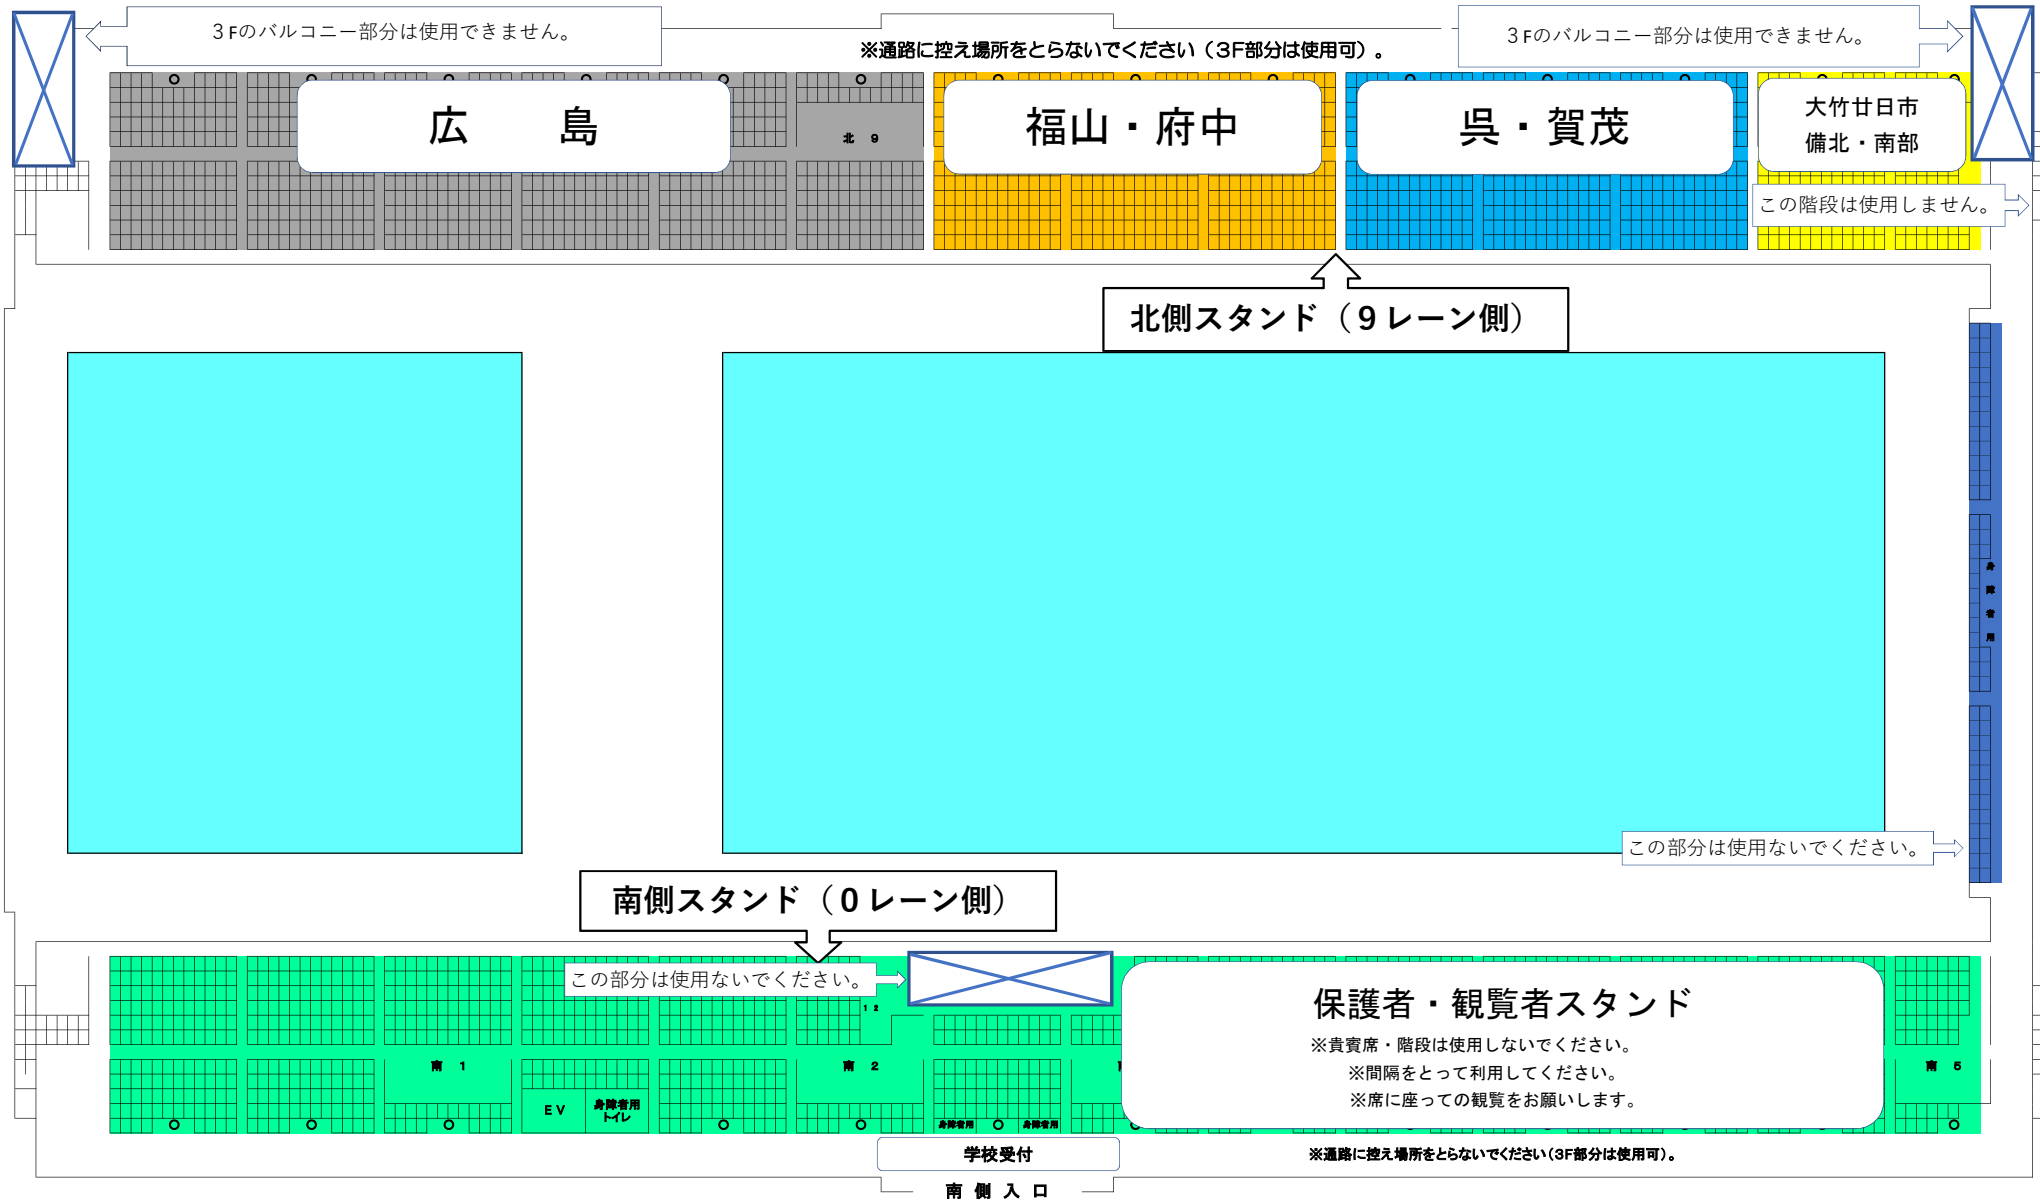 ３Fのバルコニー部分は使用できません。
３Fのバルコニー部分は使用できません。
※通路に控え場所をとらないでください（３F部分は使用可）。
広　島
北 ９
福山・府中
呉・賀茂
大竹廿日市
備北・南部
この階段は使用しません。
北側スタンド（９レーン側）
身障者用
この部分は使用ないでください。
南側スタンド（０レーン側）
この部分は使用ないでください。
１２
保護者・観覧者スタンド
※貴賓席・階段は使用しないでください。
※間隔をとって利用してください。
※席に座っての観覧をお願いします。
南 １
南 ２
南 ５
ＥＶ
身障者用
トイレ
身障者用
身障者用
学校受付
※通路に控え場所をとらないでください（３F部分は使用可）。
南 側 入 口